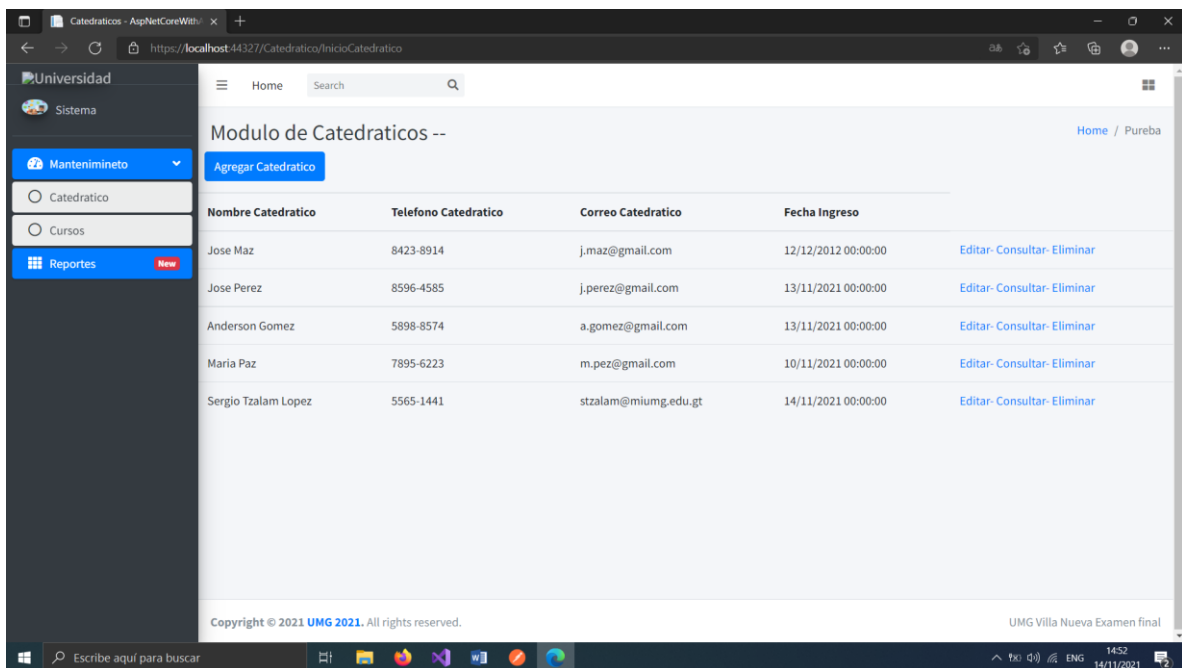 Catedraticos - AspNetCoreWith
https://localhost:44327/Catedratico/InicioCatedratico
Universidad
Sistema
Mantenimineto
Catedratico
Cursos
Reportes New
Home Search
Modulo de Catedraticos --
Home / Pureba
Agregar Catedratico
Nombre Catedratico Telefono Catedratico Correo Catedratico Fecha Ingreso
Jose Maz 8423-8914 j.maz@gmail.com 12/12/2012 00:00:00 Editar- Consultar- Eliminar
Jose Perez 8596-4585 j.perez@gmail.com 13/11/2021 00:00:00 Editar- Consultar- Eliminar
Anderson Gomez 5898-8574 a.gomez@gmail.com 13/11/2021 00:00:00 Editar- Consultar- Eliminar
Maria Paz 7895-6223 m.pez@gmail.com 10/11/2021 00:00:00 Editar- Consultar- Eliminar
Sergio Tzalam Lopez 5565-1441 stzalam@miumg.edu.gt 14/11/2021 00:00:00 Editar- Consultar- Eliminar
Copyright © 2021 UMG 2021. All rights reserved.
UMG Villa Nueva Examen final
Escribe aquí para buscar
ENG
14:52
14/11/2021
2